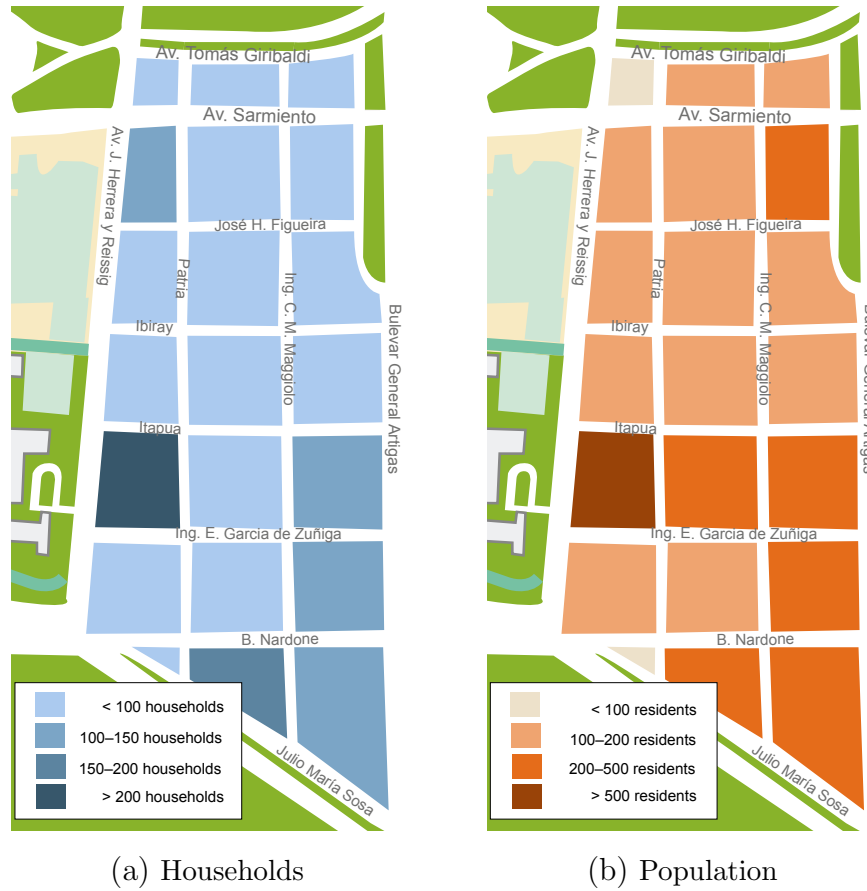 Av. Tomás Giribaldi
Av. Sarmiento
Av. J. Herrera y Reissig
José H. Figueira
Patria
Ing. C. M. Maggiolo
Ibiray
Bulevar General Artigas
Itapua
Ing. E. Garcia de Zuñiga
B. Nardone
Julio María Sosa
< 100 households
100–150 households
150–200 households
> 200 households
(a) Households
Av. Tomás Giribaldi
Av. Sarmiento
Av. J. Herrera y Reissig
José H. Figueira
Patria
Ing. C. M. Maggiolo
Ibiray
Bulevar General Artigas
Itapua
Ing. E. Garcia de Zuñiga
B. Nardone
Julio María Sosa
< 100 residents
100–200 residents
200–500 residents
> 500 residents
(b) Population